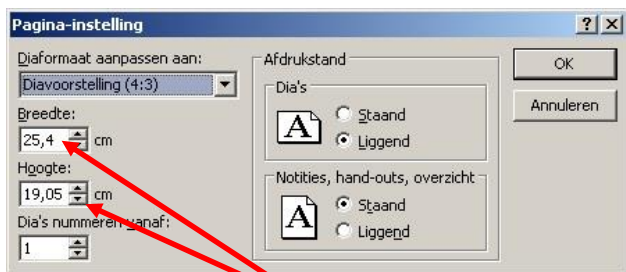 Pagina-instelling
Diaformaat aanpassen aan:
Diavoorstelling (4:3)
Breedte:
25,4 cm
Hoogte:
19,05 cm
Dia's nummeren vanaf:
1
Afdrukstand
Dia's
A
Staand
Liggend
Notities, hand-outs, overzicht
A
Staand
Liggend
OK
Annuleren